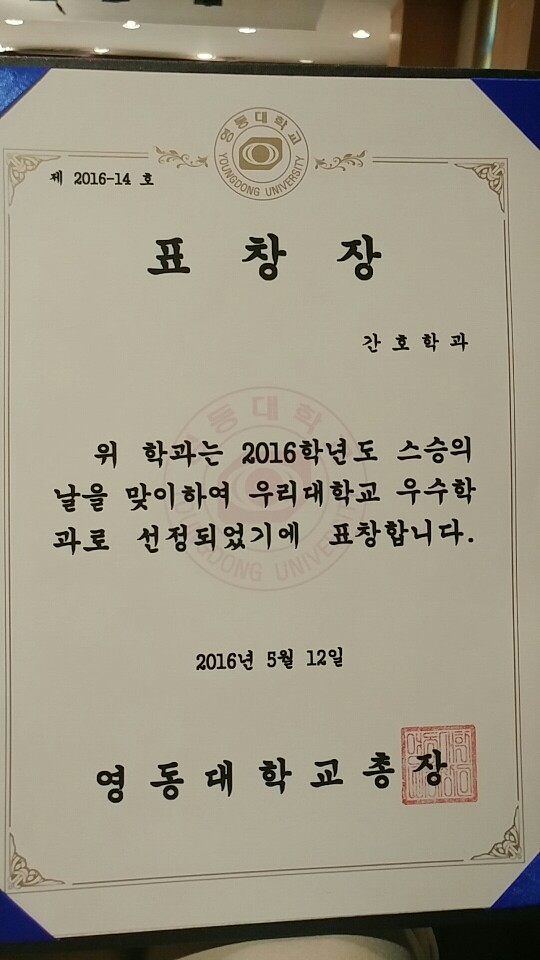 영동대학교
YOUNGDONG UNIVERSITY
제 2016-14 호
표 창 장
간호학과
위 학과는 2016학년도 스승의
날을 맞이하여 우리대학교 우수학
과로 선정되었기에 표창합니다.
2016년 5월 12일
영동대학교총장